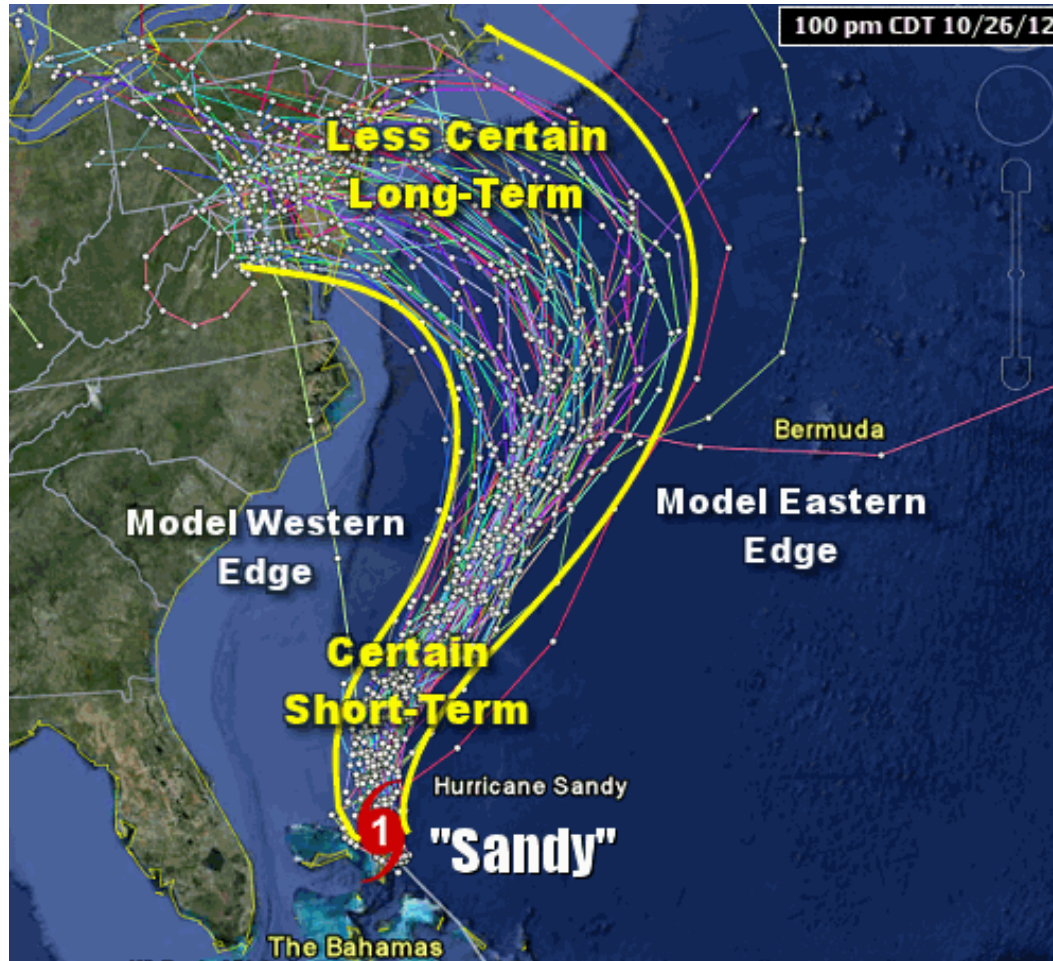 100 pm CDT 10/26/12
Less Certain
Long-Term
Bermuda
Model Western
Edge
Model Eastern
Edge
Certain
Short-Term
Hurricane Sandy
1
"Sandy"
The Bahamas